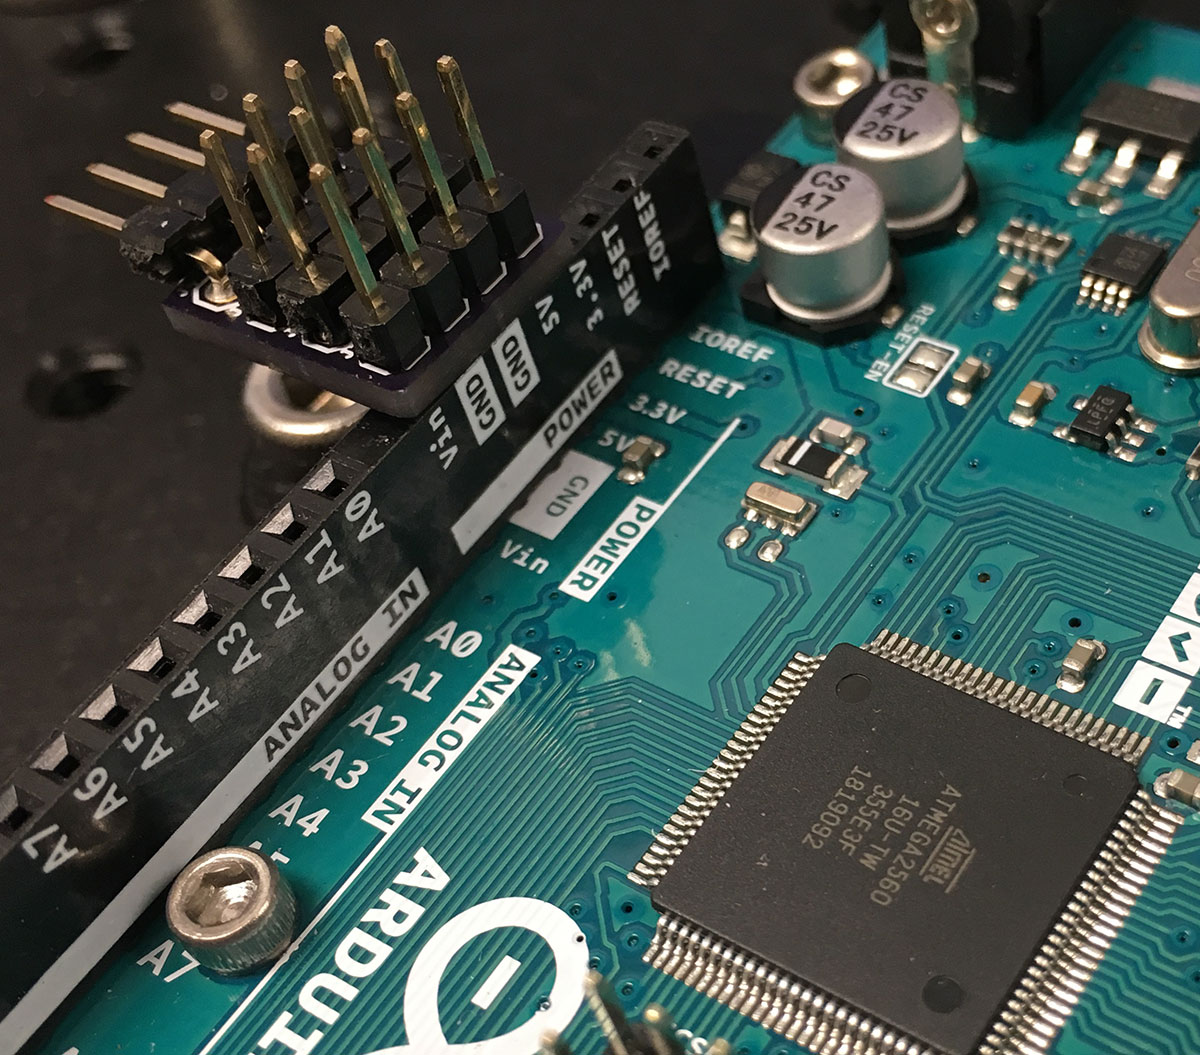 CS
47
25V
CS
47
25V
IOREF
RESET
3.3V
5V
GND
GND
Vin
POWER
A0
A1
A2
A3
A4
A5
A6
A7
ANALOG IN
IOREF
RESET
3.3V
5V
GND
Vin
POWER
RESET-EN
A0
A1
A2
A3
A4
A7
ANALOG IN
ARDUI
Atmel
ATMEGA2560
16U-TW
355E3F
1819092
TM